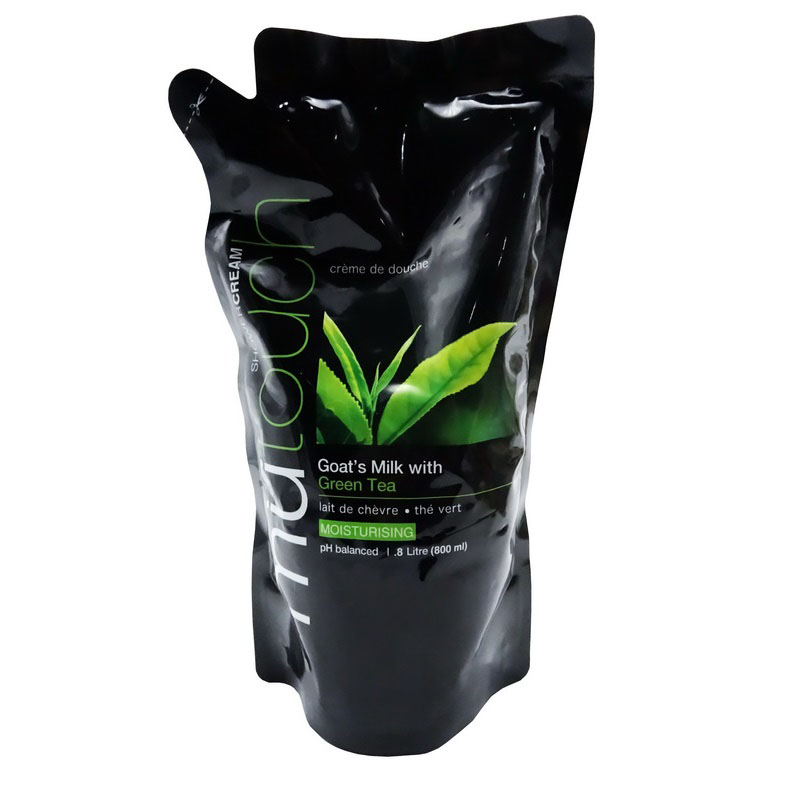 mütouch
SHOWER CREAM
crème de douche
Goat's Milk with
Green Tea
lait de chèvre • thé vert
MOISTURISING
pH balanced | .8 Litre (800 ml)